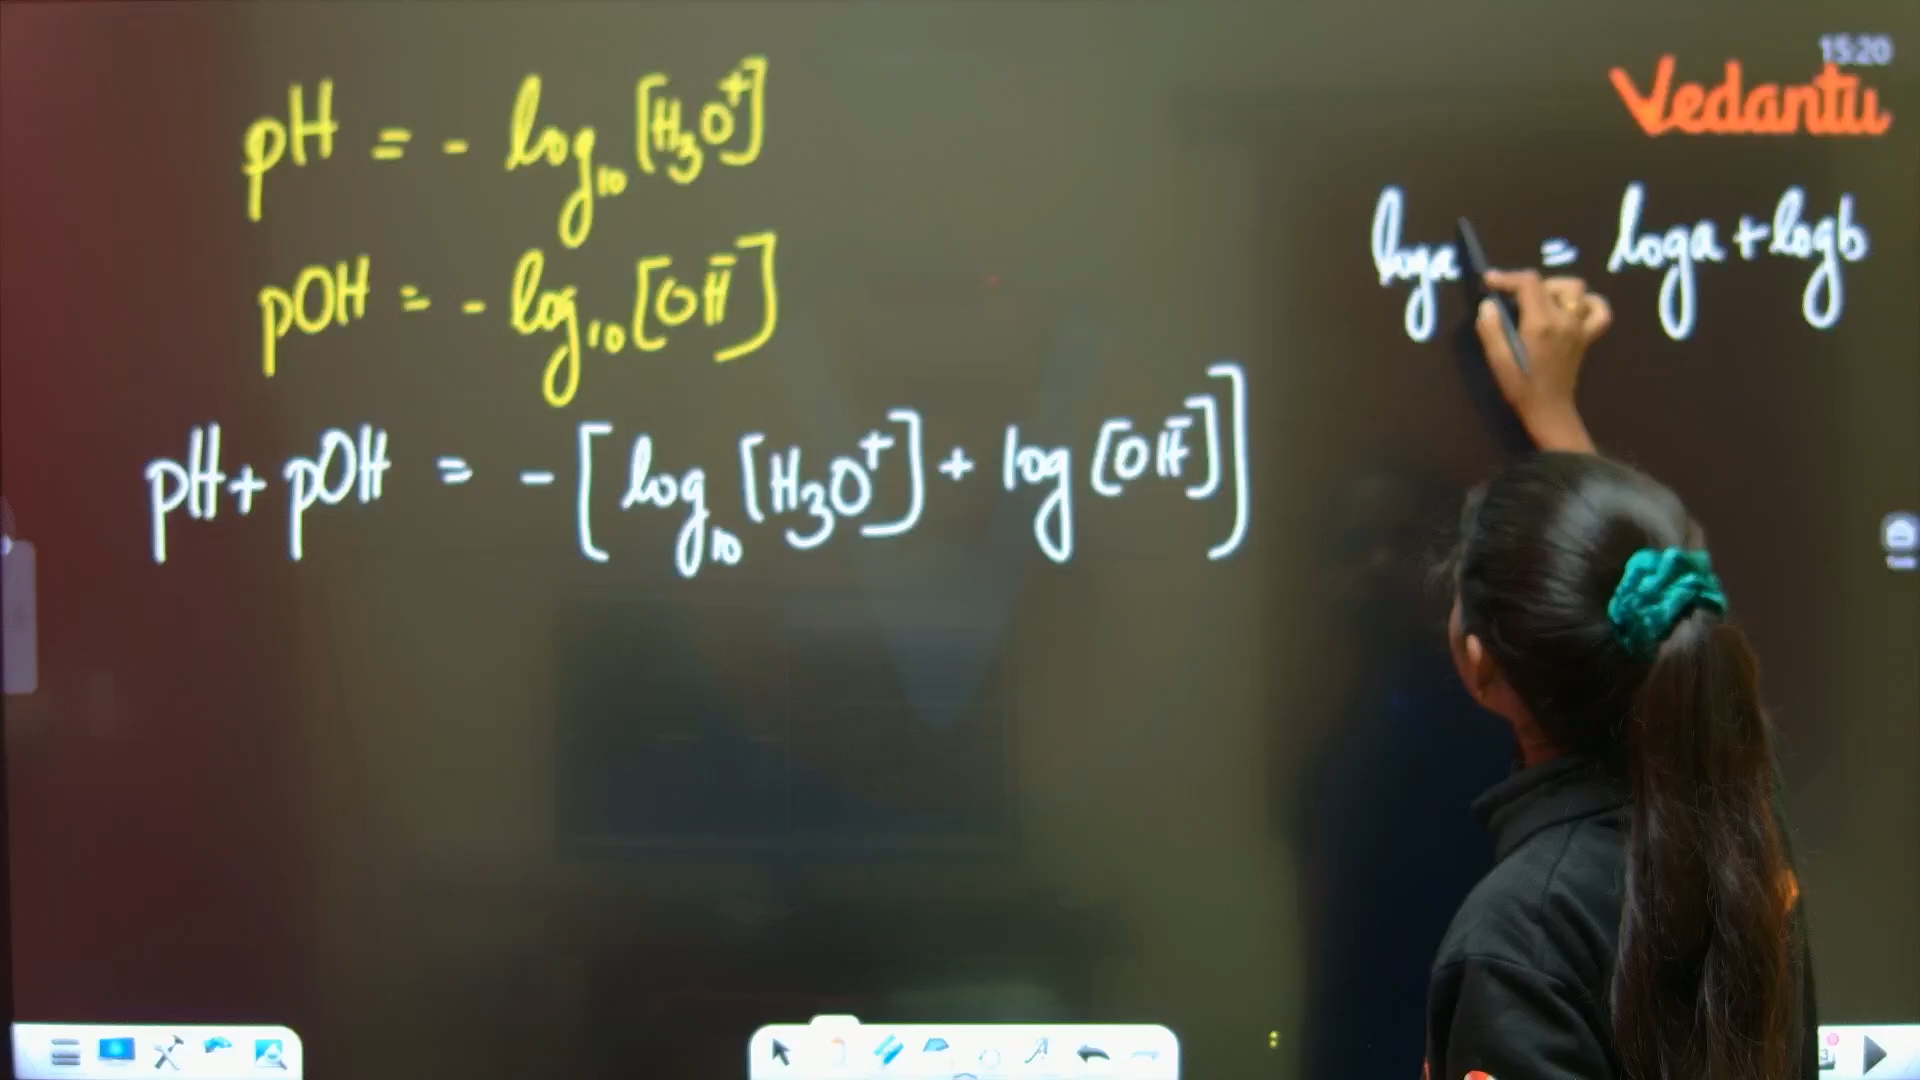 15:20
Vedantu
pH = - log₁₀ [H₃O⁺]
loga = loga + logb
pOH = - log₁₀ [OH⁻]
pH + pOH = - [ log₁₀ [H₃O⁺] + log [OH⁻] ]